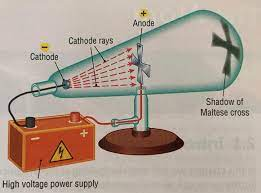 Anode
Cathode rays
Cathode
Shadow of
Maltese cross
High voltage power supply